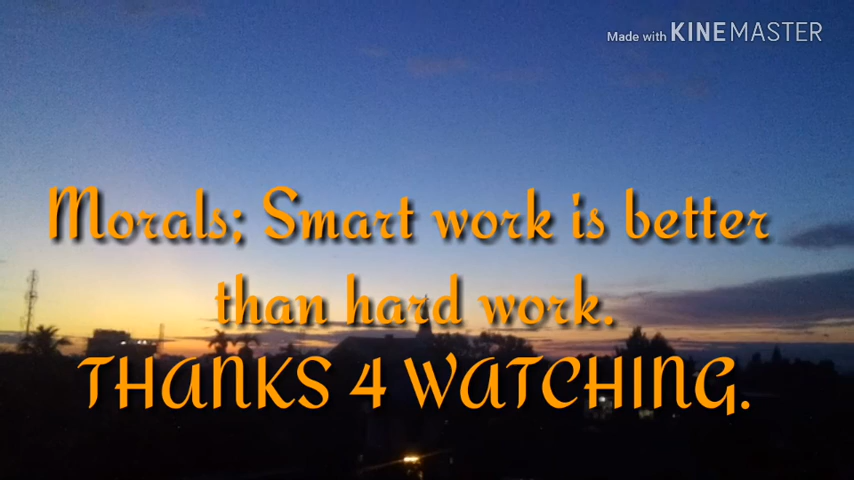 Made with KINEMASTER
Morals; Smart work is better
than hard work.
THANKS 4 WATCHING.